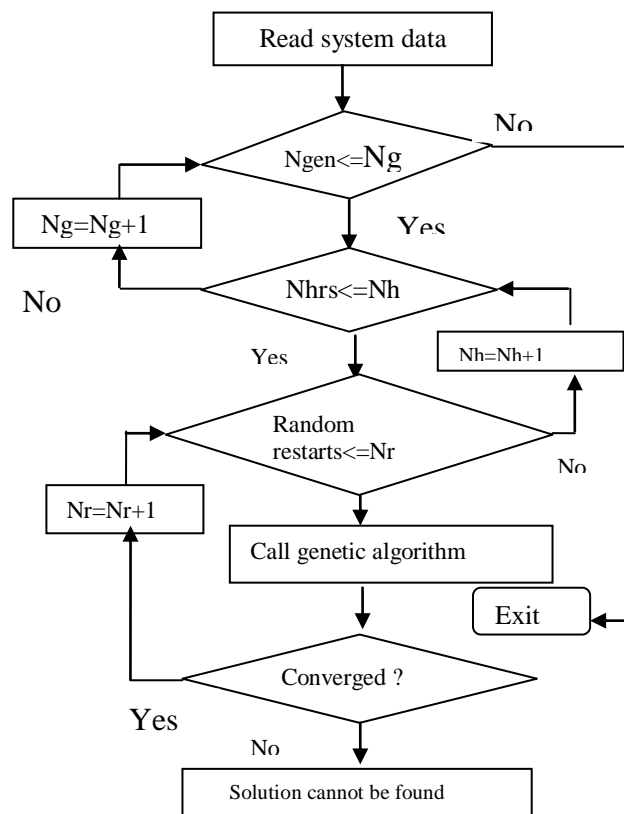 Read system data
No
Ngen<=Ng
Ng=Ng+1
Yes
No
Nhrs<=Nh
Yes
Nh=Nh+1
Random
restarts<=Nr
No
Nr=Nr+1
Call genetic algorithm
Exit
Converged ?
Yes
No
Solution cannot be found